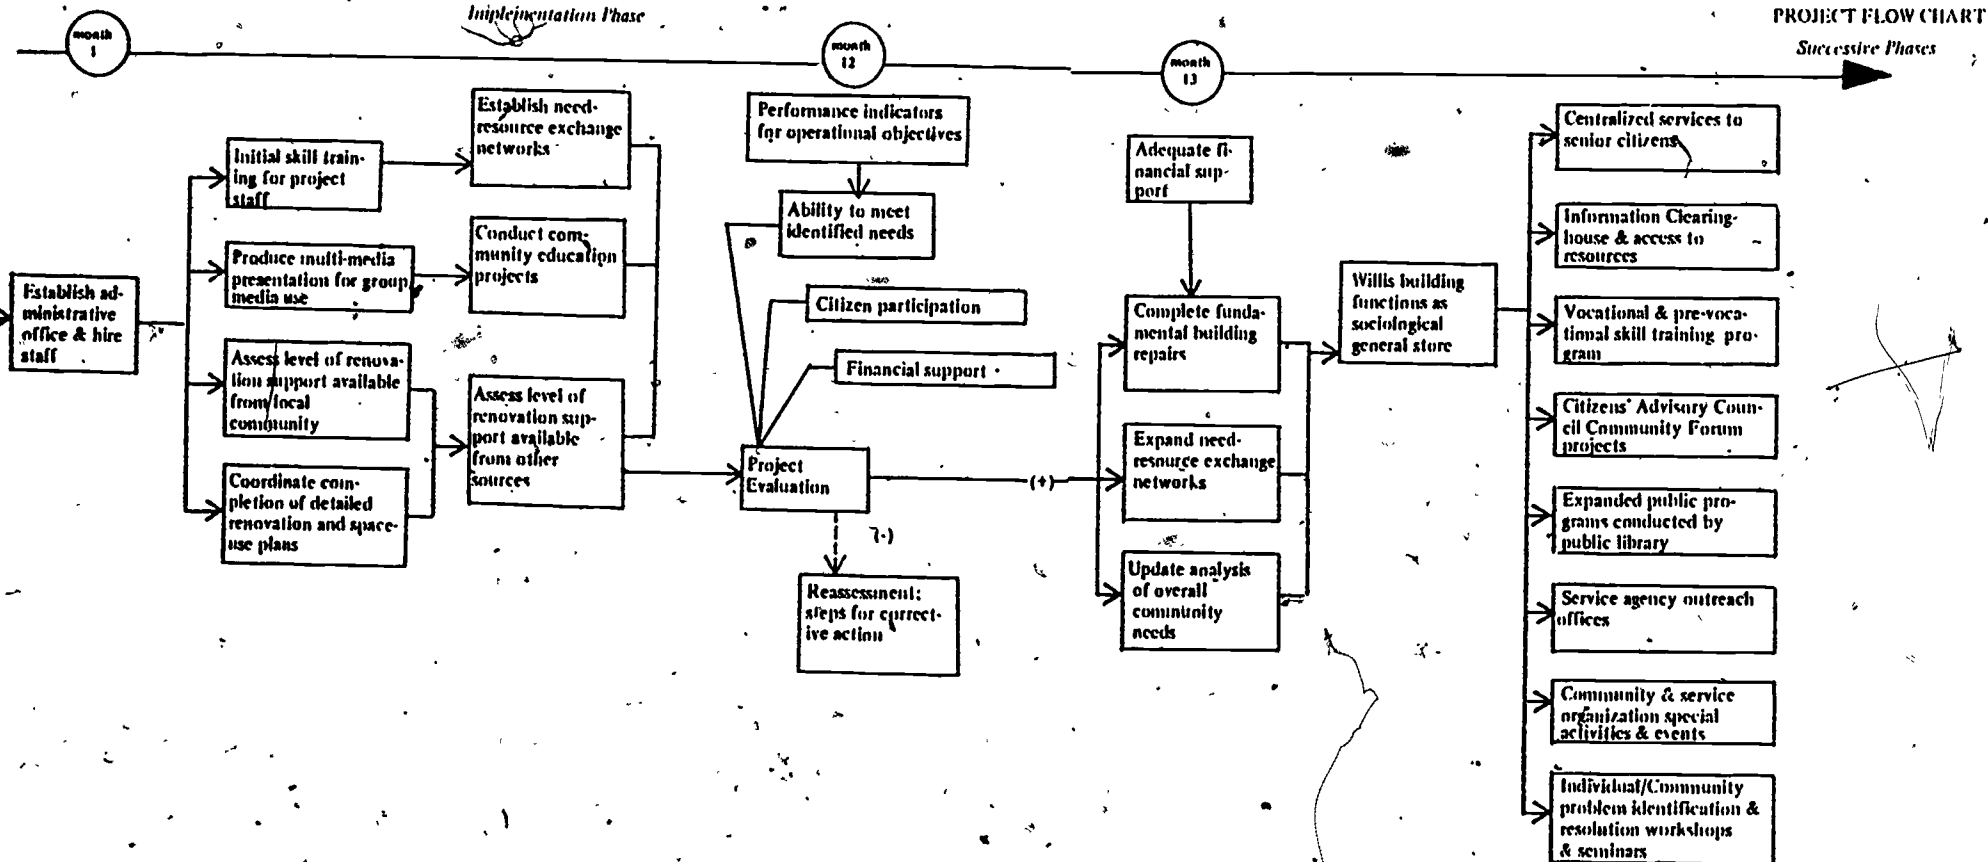 Implementation Phase
PROJECT FLOW CHART
Successive Phases
month
1
month
12
month
13
Establish ad-
ministrative
office & hire
staff
Initial skill train-
ing for project
staff
Produce multi-media
presentation for group
media use
Assess level of renova-
tion support available
from local
community
Coordinate com-
pletion of detailed
renovation and space-
use plans
Establish need-
resource exchange
networks
Conduct com-
munity education
projects
Assess level of
renovation sup-
port available
from other
sources
Performance indicators
for operational objectives
Ability to meet
identified needs
Citizen participation
Financial support
Project
Evaluation
(+)
(-)
Reassessment:
steps for correct-
ive action
Adequate fi-
nancial sup-
port
Complete funda-
mental building
repairs
Expand need-
resource exchange
networks
Update analysis
of overall
community
needs
Willis building
functions as
sociological
general store
Centralized services to
senior citizens
Information Clearing-
house & access to
resources
Vocational & pre-voca-
tional skill training pro-
gram
Citizens' Advisory Coun-
cil Community Forum
projects
Expanded public pro-
grams conducted by
public library
Service agency outreach
offices
Community & service
organization special
activities & events
Individual/Community
problem identification &
resolution workshops
& seminars